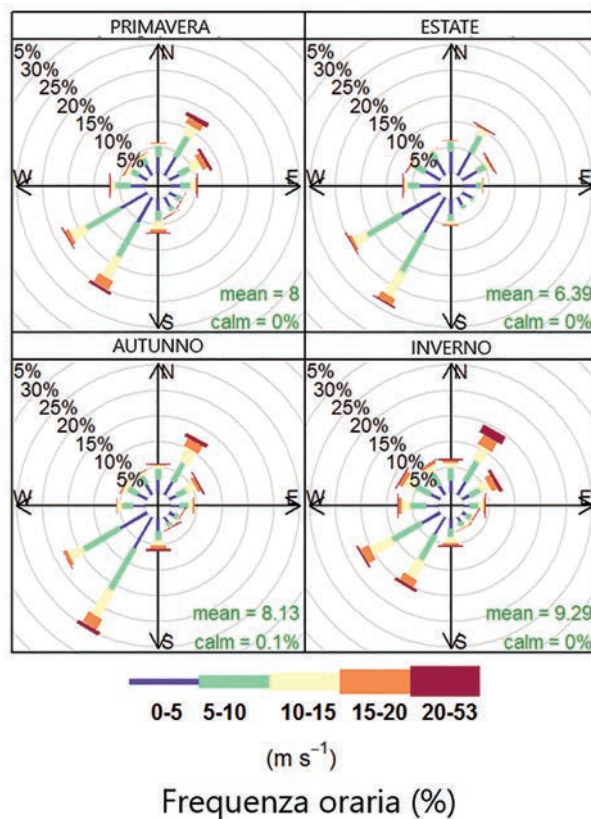 PRIMAVERA
N
5%
30%
25%
20%
15%
10%
5%
W
E
mean = 8
S
calm = 0%
ESTATE
N
5%
30%
25%
20%
15%
10%
5%
W
E
mean = 6.39
S
calm = 0%
AUTUNNO
N
5%
30%
25%
20%
15%
10%
5%
W
E
mean = 8.13
S
calm = 0.1%
INVERNO
N
5%
30%
25%
20%
15%
10%
5%
W
E
mean = 9.29
S
calm = 0%
0-5 5-10 10-15 15-20 20-53
(m s⁻¹)
Frequenza oraria (%)